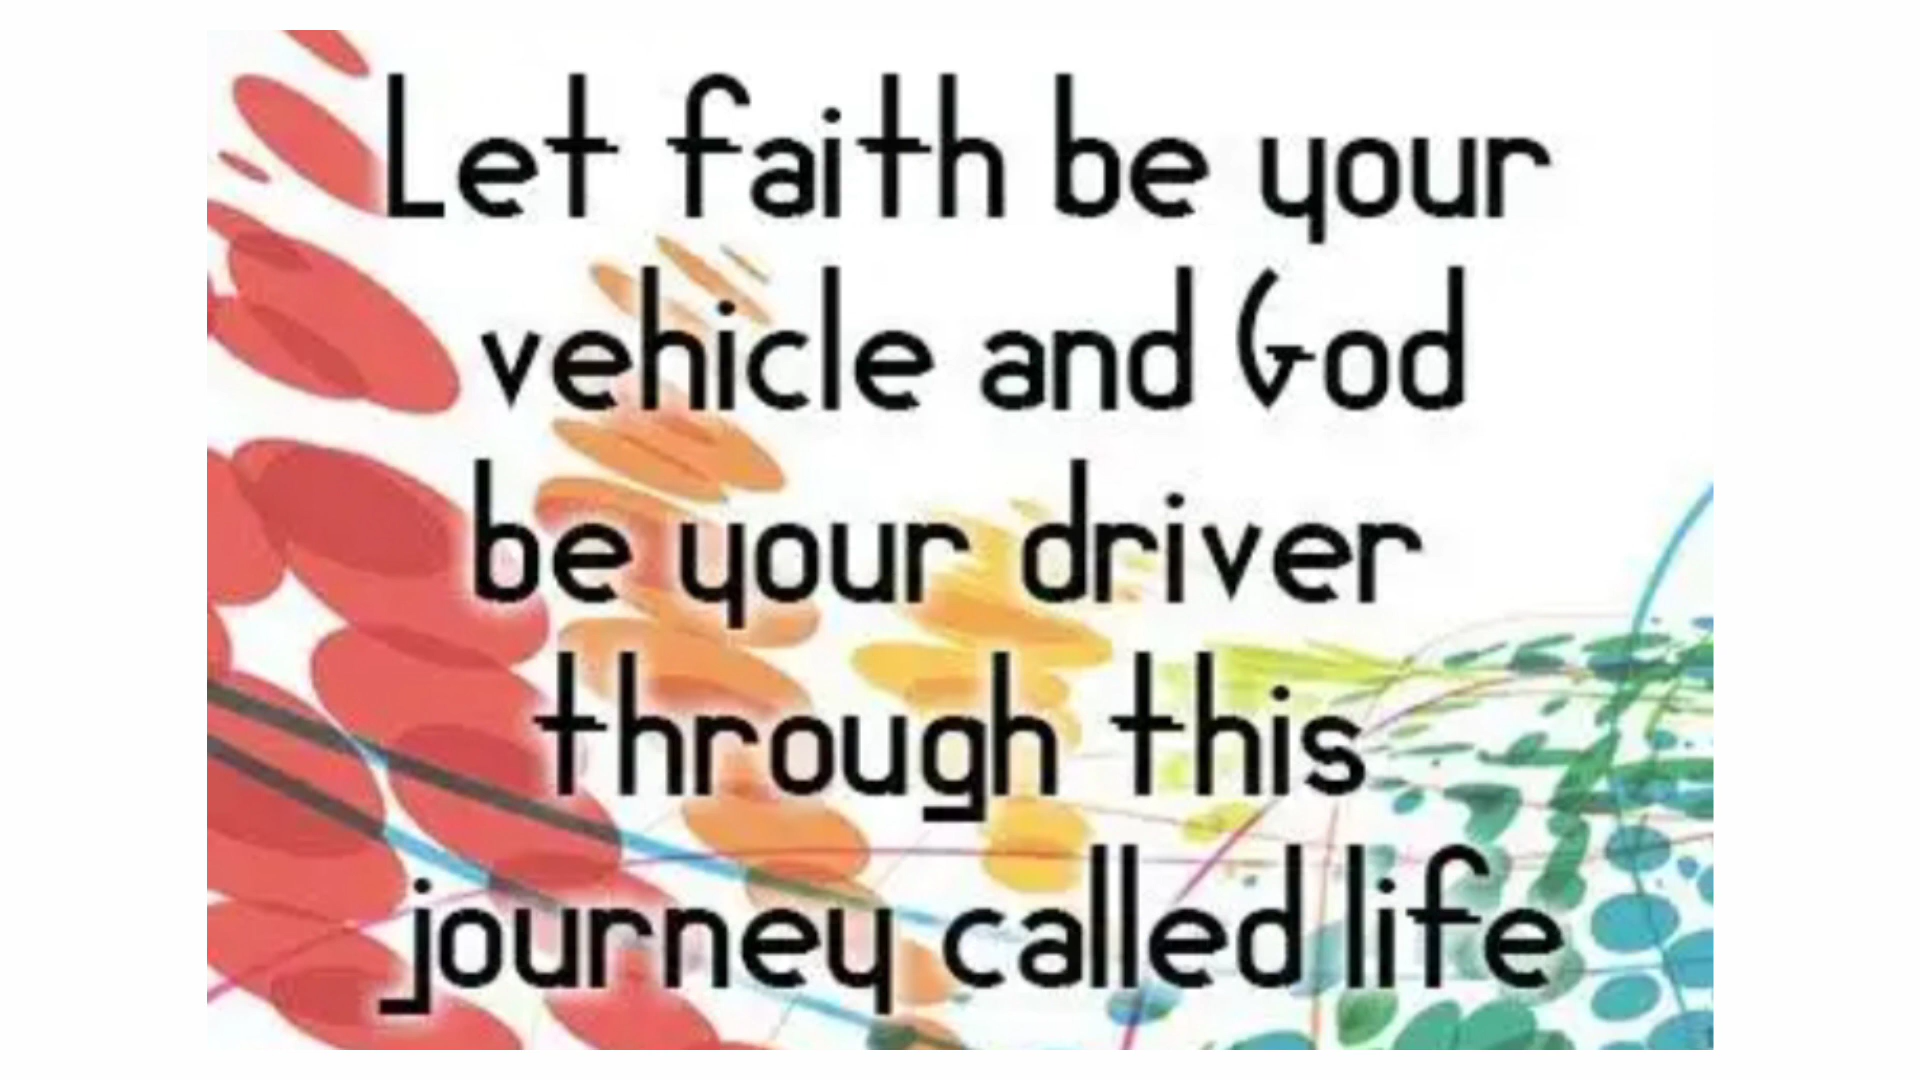 Let faith be your
vehicle and God
be your driver
through this
journey called life